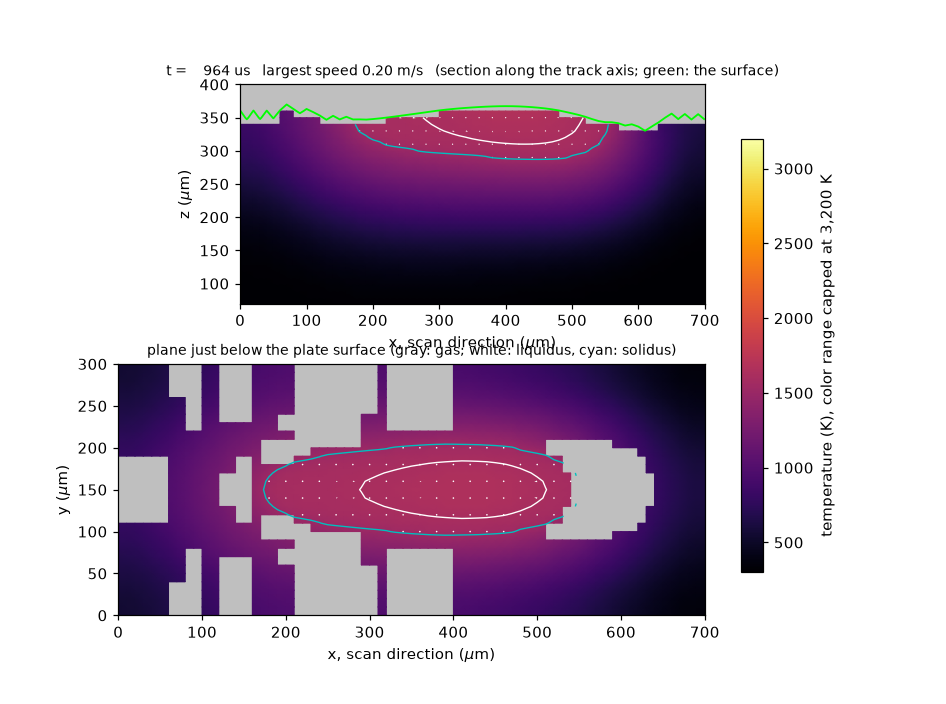 t =    964 us   largest speed 0.20 m/s   (section along the track axis; green: the surface)
400
350
300
250
200
150
100
z (μm)
0 100 200 300 400 500 600 700
x, scan direction (μm)
plane just below the plate surface (gray: gas; white: liquidus, cyan: solidus)
300
250
200
150
100
50
0
y (μm)
0 100 200 300 400 500 600 700
x, scan direction (μm)
3000
2500
2000
1500
1000
500
temperature (K), color range capped at 3,200 K